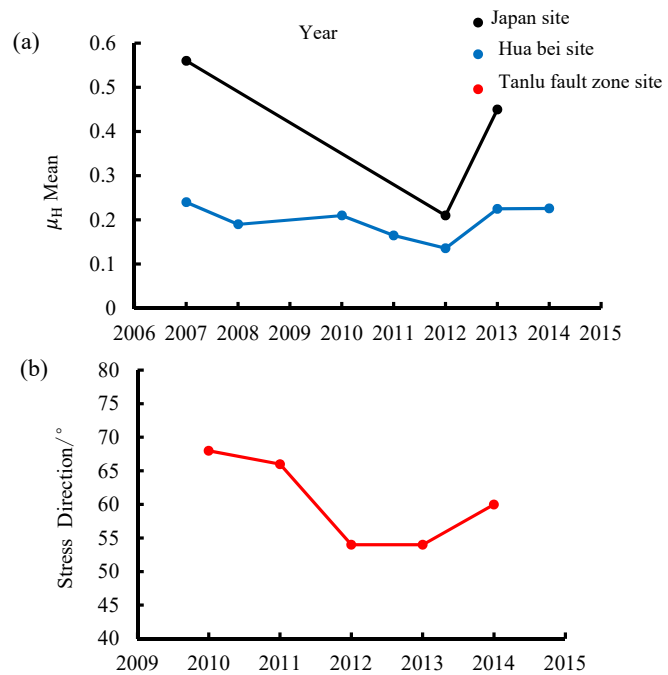 (a)
Year
Japan site
Hua bei site
Tanlu fault zone site
μH Mean
0.6
0.5
0.4
0.3
0.2
0.1
0
2006 2007 2008 2009 2010 2011 2012 2013 2014 2015
(b)
Stress Direction/°
80
75
70
65
60
55
50
45
40
2009 2010 2011 2012 2013 2014 2015